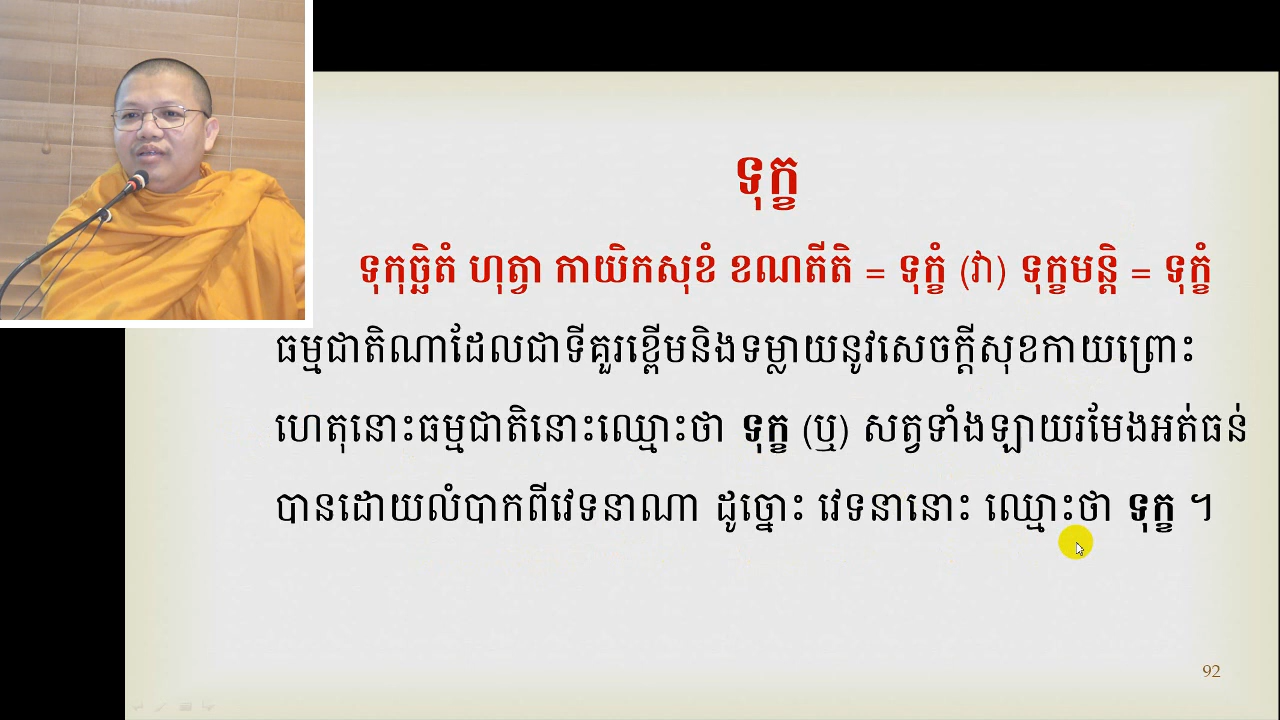 ទុក្ខ
ទុកុច្ឆិតំ ហុត្វា កាយិកសុខំ ខណតីតិ = ទុក្ខំ (វា) ទុក្ខមន្តិ = ទុក្ខំ
ធម្មជាតិណាដែលជាទីគួរខ្ពើមនិងទម្លាយនូវសេចក្តីសុខកាយព្រោះ
ហេតុនោះធម្មជាតិនោះឈ្មោះថា ទុក្ខ (ឬ) សត្វទាំងឡាយរមែងអត់ធន់
បានដោយលំបាកពីវេទនាណា ដូច្នោះ វេទនានោះ ឈ្មោះថា ទុក្ខ ។
92